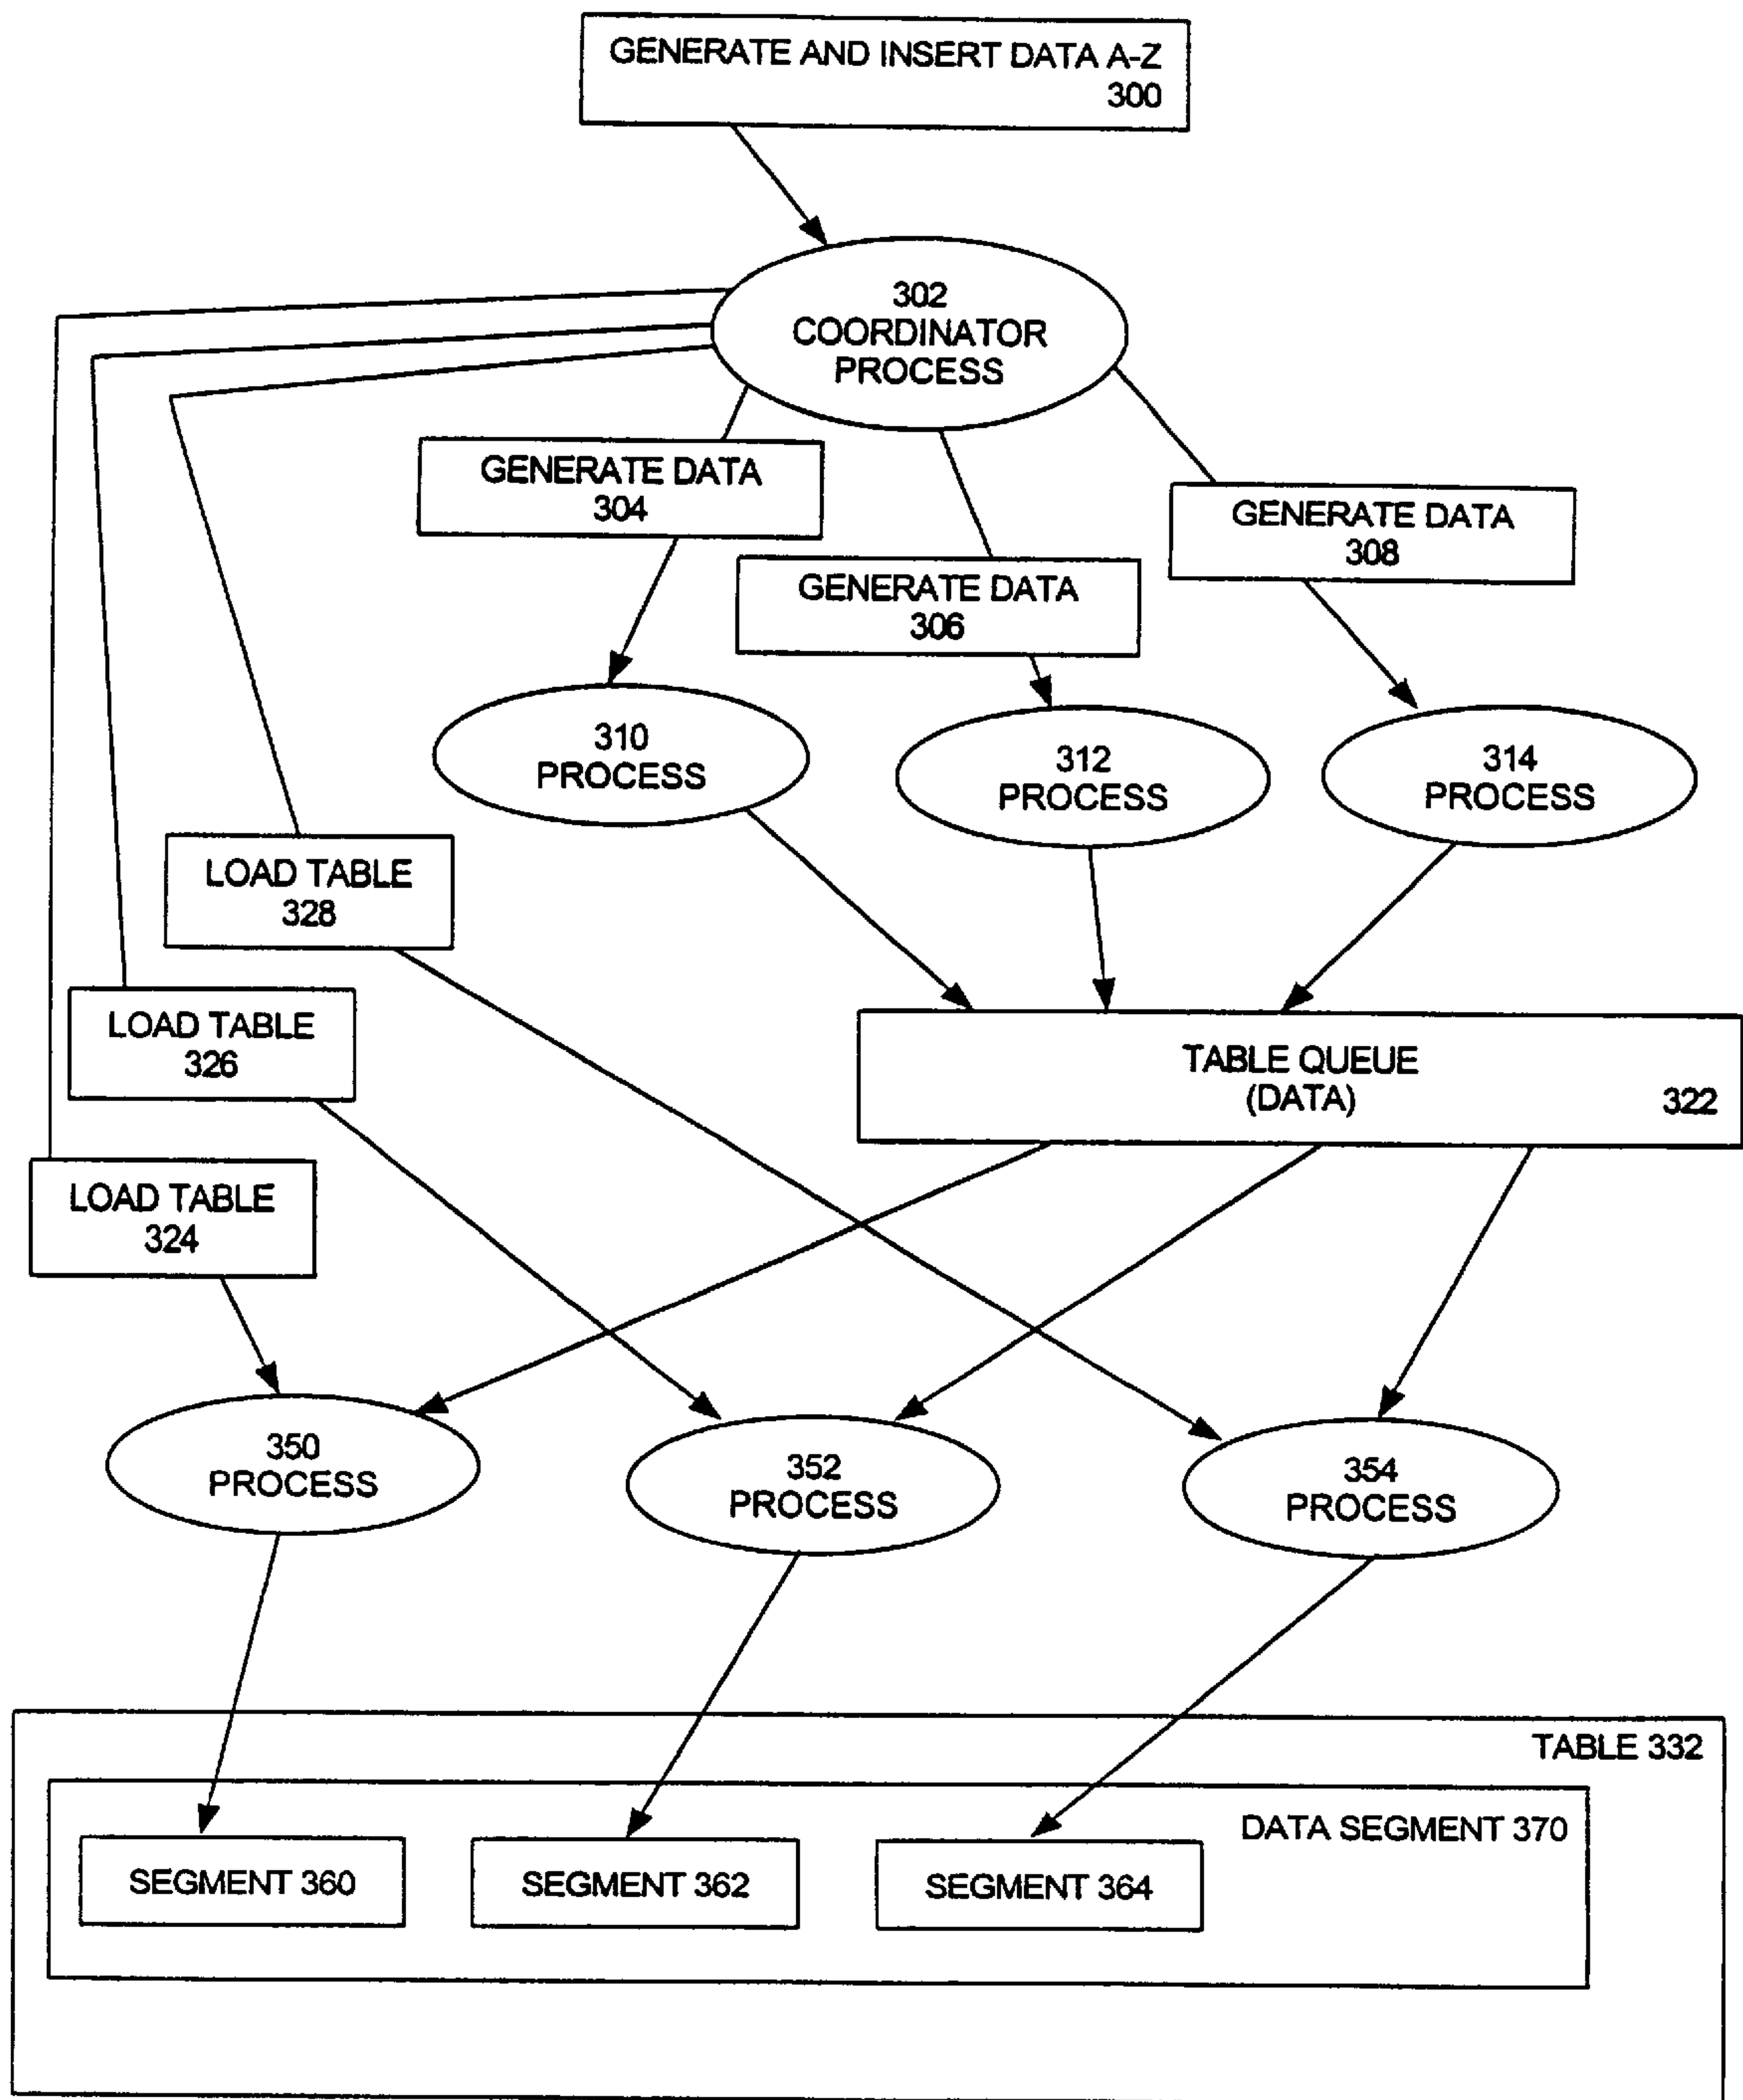 GENERATE AND INSERT DATA A-Z
300
302
COORDINATOR
PROCESS
GENERATE DATA
304
GENERATE DATA
308
GENERATE DATA
306
310
PROCESS
312
PROCESS
314
PROCESS
LOAD TABLE
328
LOAD TABLE
326
TABLE QUEUE
(DATA)
322
LOAD TABLE
324
350
PROCESS
352
PROCESS
354
PROCESS
TABLE 332
DATA SEGMENT 370
SEGMENT 360
SEGMENT 362
SEGMENT 364